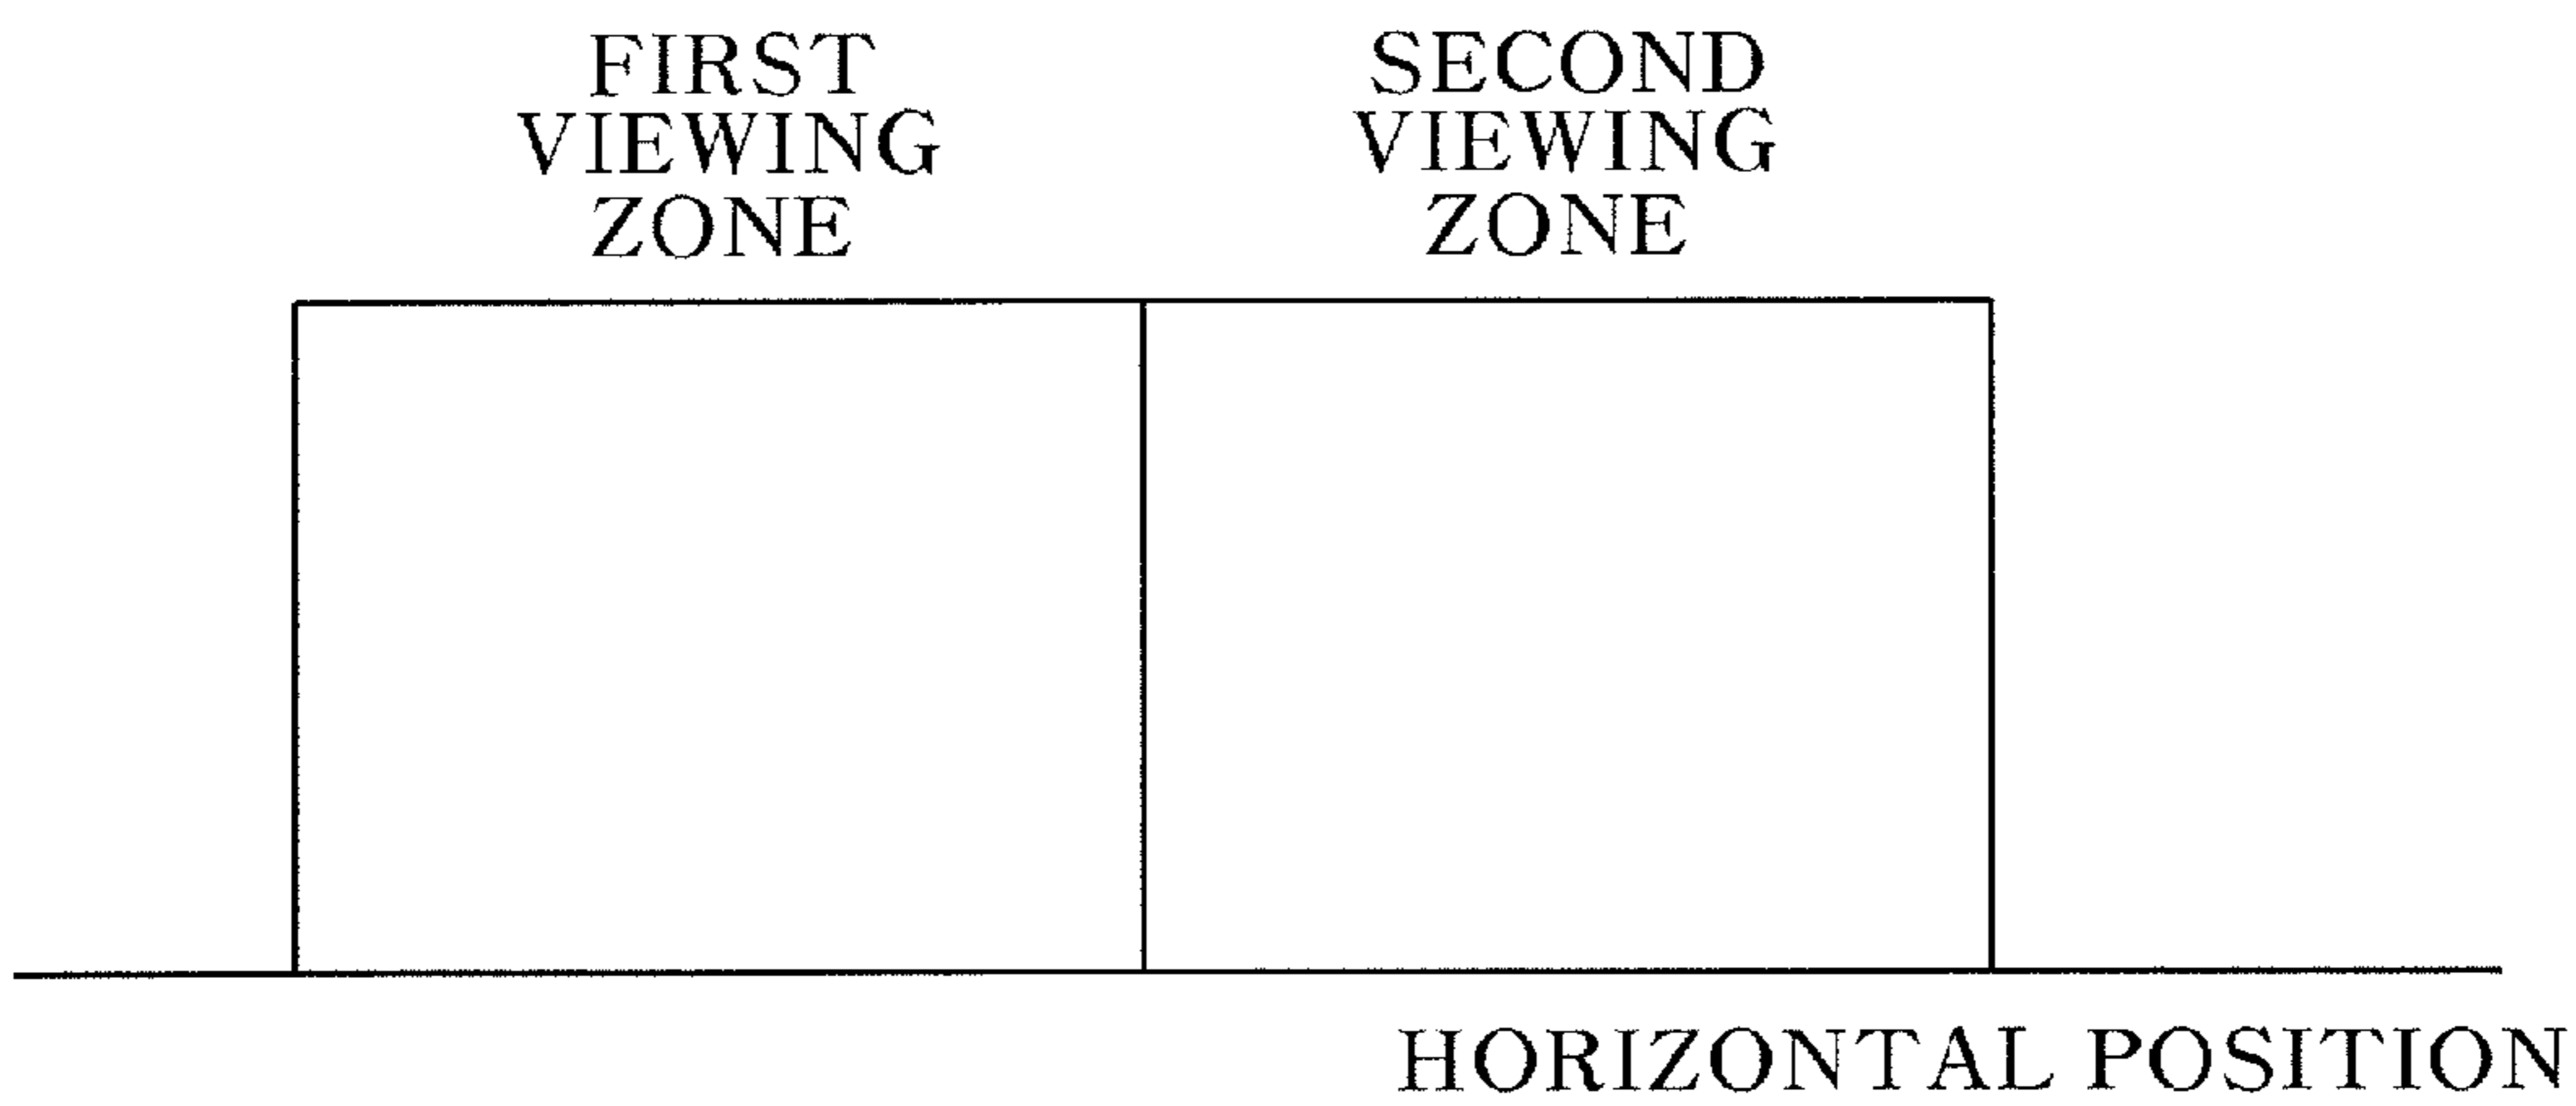 FIRST
VIEWING
ZONE
SECOND
VIEWING
ZONE
HORIZONTAL POSITION